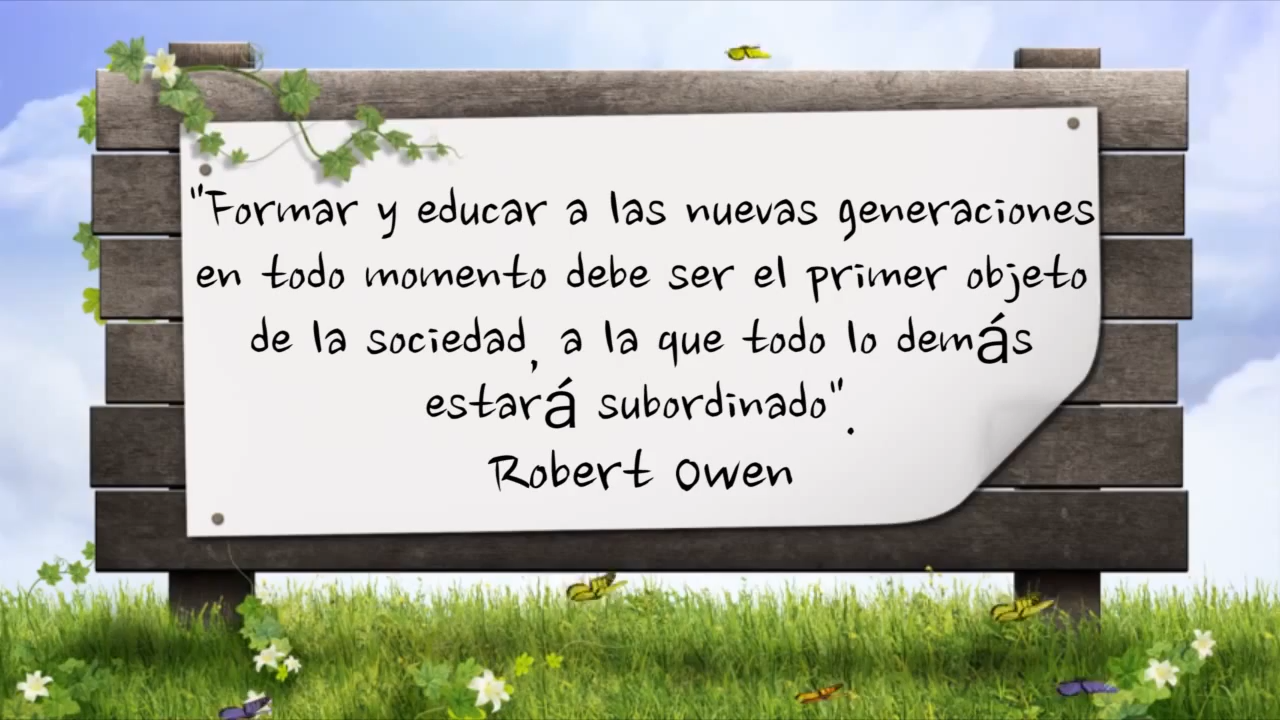 "Formar y educar a las nuevas generaciones
en todo momento debe ser el primer objeto
de la sociedad, a la que todo lo demás
estará subordinado".
Robert Owen